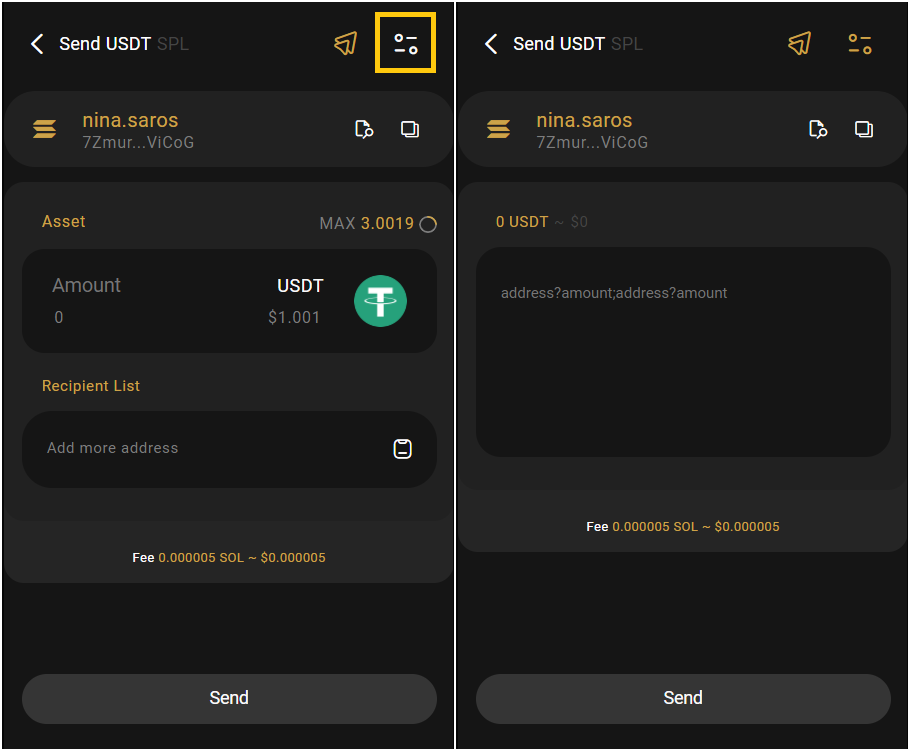 Send USDT SPL
nina.saros
7Zmur...ViCoG
Asset
MAX 3.0019
Amount
USDT
0
$1.001
Recipient List
Add more address
Fee 0.000005 SOL ~ $0.000005
Send
Send USDT SPL
nina.saros
7Zmur...ViCoG
0 USDT ~ $0
address?amount;address?amount
Fee 0.000005 SOL ~ $0.000005
Send